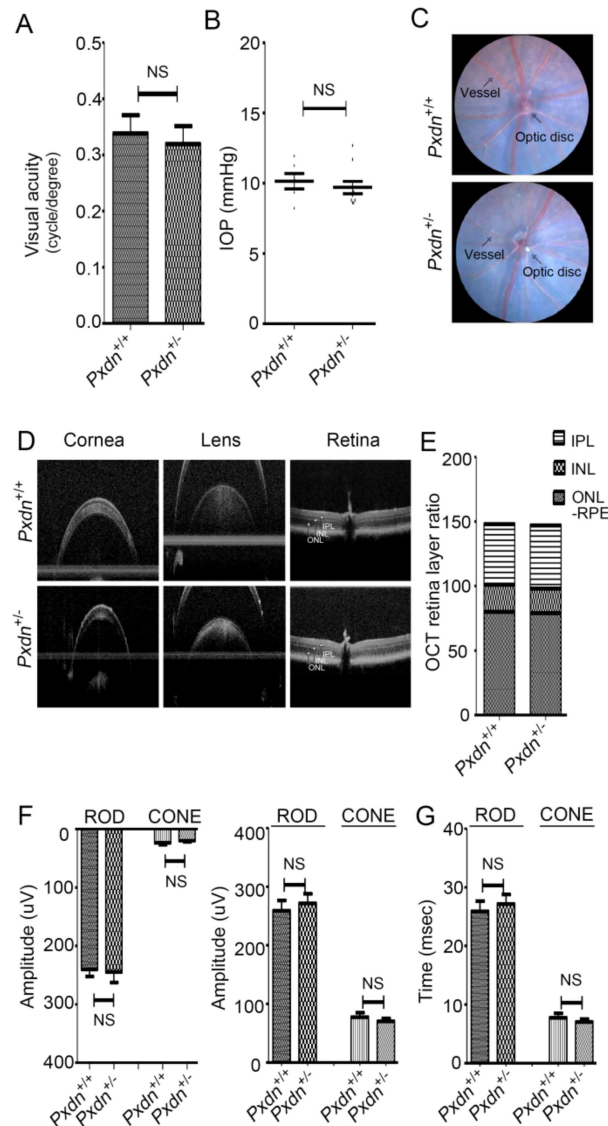 A
Visual acuity
(cycle/degree)
0.5
0.4
0.3
0.2
0.1
0.0
NS
Pxdn+/+
Pxdn+/-
B
IOP (mmHg)
20
15
10
5
0
NS
Pxdn+/+
Pxdn+/-
C
Pxdn+/+
Vessel
Optic disc
Pxdn+/-
Vessel
Optic disc
D
Cornea
Lens
Retina
Pxdn+/+
IPL
INL
ONL
Pxdn+/-
IPL
INL
ONL
E
IPL
INL
ONL
-RPE
OCT retina layer ratio
200
150
100
50
0
Pxdn+/+
Pxdn+/-
F
ROD
CONE
Amplitude (uV)
0
100
200
300
400
NS
NS
Pxdn+/+
Pxdn+/-
Pxdn+/+
Pxdn+/-
ROD
CONE
Amplitude (uV)
400
300
200
100
0
NS
NS
Pxdn+/+
Pxdn+/-
Pxdn+/+
Pxdn+/-
G
ROD
CONE
Time (msec)
40
30
20
10
0
NS
NS
Pxdn+/+
Pxdn+/-
Pxdn+/+
Pxdn+/-